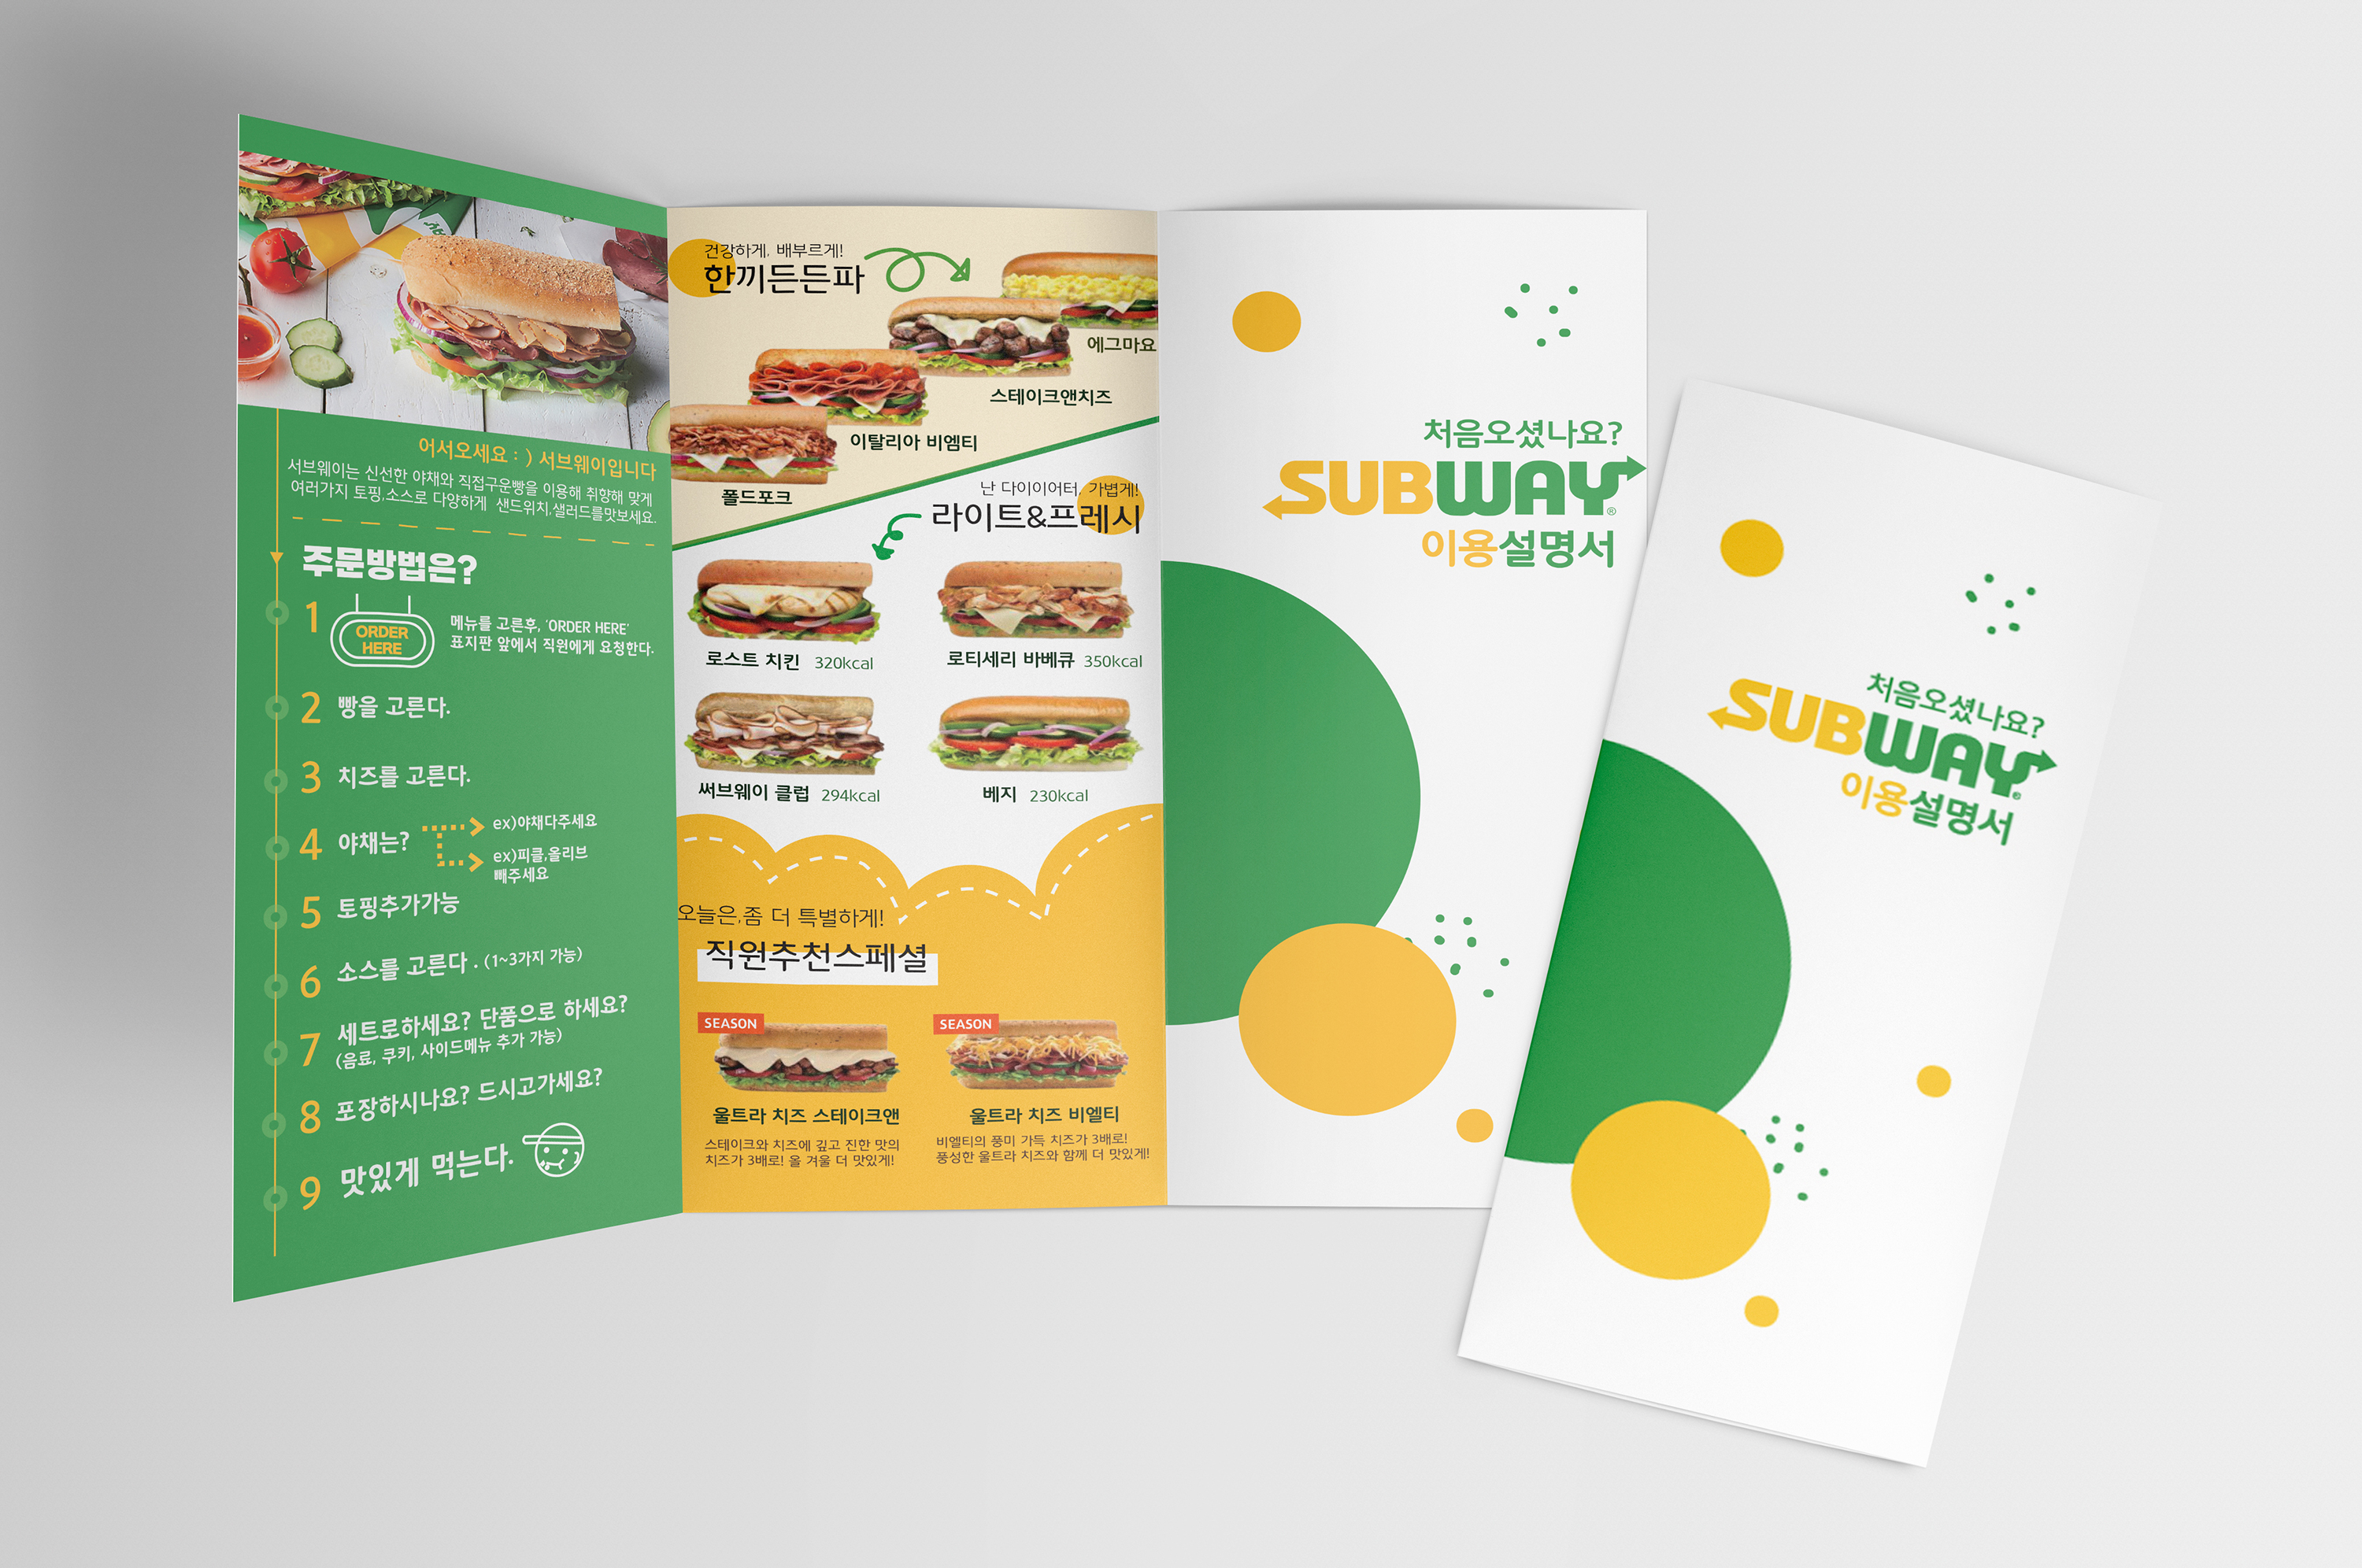 어서오세요 : ) 서브웨이입니다
서브웨이는 신선한 야채와 직접구운빵을 이용해 취향해 맞게
여러가지 토핑,소스로 다양하게 샌드위치,샐러드를맛보세요.
주문방법은?
1
ORDER
HERE
메뉴를 고른후, 'ORDER HERE'
표지판 앞에서 직원에게 요청한다.
2 빵을 고른다.
3 치즈를 고른다.
4 야채는?
ex)야채다주세요
ex)피클,올리브
빼주세요
5 토핑추가가능
6 소스를 고른다 . (1~3가지 가능)
7 세트로하세요? 단품으로 하세요?
(음료, 쿠키, 사이드메뉴 추가 가능)
8 포장하시나요? 드시고가세요?
9 맛있게 먹는다.
건강하게, 배부르게!
한끼든든파
에그마요
스테이크앤치즈
이탈리아 비엠티
폴드포크
난 다이이어터, 가볍게!
라이트&프레시
로스트 치킨 320kcal
로티세리 바베큐 350kcal
써브웨이 클럽 294kcal
베지 230kcal
오늘은,좀 더 특별하게!
직원추천스페셜
SEASON
SEASON
울트라 치즈 스테이크앤
스테이크와 치즈에 깊고 진한 맛의
치즈가 3배로! 올 겨울 더 맛있게!
울트라 치즈 비엘티
비엘티의 풍미 가득 치즈가 3배로!
풍성한 울트라 치즈와 함께 더 맛있게!
처음오셨나요?
SUBWAY®
이용설명서
처음오셨나요?
SUBWAY®
이용설명서